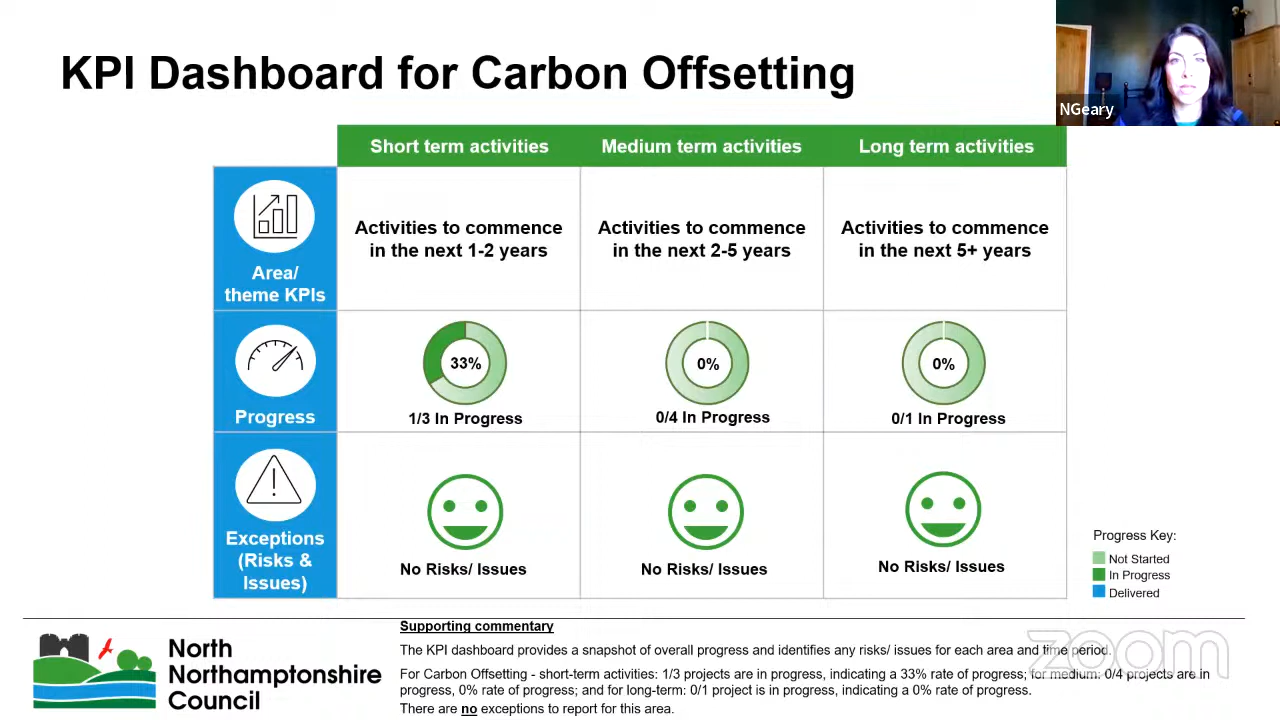 KPI Dashboard for Carbon Offsetting
NGeary
Short term activities
Medium term activities
Long term activities
Area/
theme KPIs
Activities to commence
in the next 1-2 years
Activities to commence
in the next 2-5 years
Activities to commence
in the next 5+ years
Progress
33%
1/3 In Progress
0%
0/4 In Progress
0%
0/1 In Progress
Exceptions
(Risks &
Issues)
No Risks/ Issues
No Risks/ Issues
No Risks/ Issues
Progress Key:
Not Started
In Progress
Delivered
North
Northamptonshire
Council
Supporting commentary
The KPI dashboard provides a snapshot of overall progress and identifies any risks/ issues for each area and time period.
For Carbon Offsetting - short-term activities: 1/3 projects are in progress, indicating a 33% rate of progress; for medium: 0/4 projects are in
progress, 0% rate of progress; and for long-term: 0/1 project is in progress, indicating a 0% rate of progress.
There are no exceptions to report for this area.
zoom